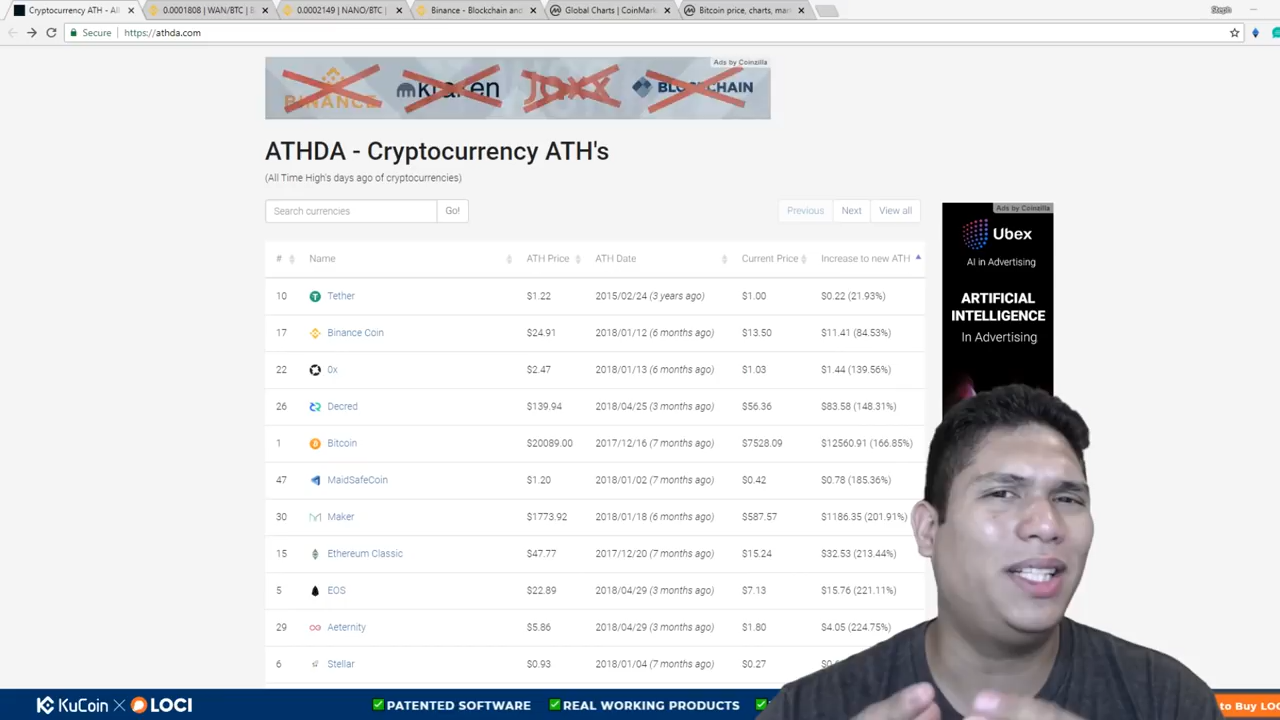 Cryptocurrency ATH - Al
0.0001808 | WAN/BTC | B
0.0002149 | NANO/BTC |
Binance - Blockchain and
Global Charts | CoinMark
Bitcoin price, charts, mark
Steph
Secure
https://athda.com
Ads by Coinzilla
BINANCE
kraken
BLOCKCHAIN
ATHDA - Cryptocurrency ATH's
(All Time High's days ago of cryptocurrencies)
Search currencies Go! Previous Next View all
# Name ATH Price ATH Date Current Price Increase to new ATH
10 Tether $1.22 2015/02/24 (3 years ago) $1.00 $0.22 (21.93%)
17 Binance Coin $24.91 2018/01/12 (6 months ago) $13.50 $11.41 (84.53%)
22 0x $2.47 2018/01/13 (6 months ago) $1.03 $1.44 (139.56%)
26 Decred $139.94 2018/04/25 (3 months ago) $56.36 $83.58 (148.31%)
1 Bitcoin $20089.00 2017/12/16 (7 months ago) $7528.09 $12560.91 (166.85%)
47 MaidSafeCoin $1.20 2018/01/02 (7 months ago) $0.42 $0.78 (185.36%)
30 Maker $1773.92 2018/01/18 (6 months ago) $587.57 $1186.35 (201.91%)
15 Ethereum Classic $47.77 2017/12/20 (7 months ago) $15.24 $32.53 (213.44%)
5 EOS $22.89 2018/04/29 (3 months ago) $7.13 $15.76 (221.11%)
29 Aeternity $5.86 2018/04/29 (3 months ago) $1.80 $4.05 (224.75%)
6 Stellar $0.93 2018/01/04 (7 months ago) $0.27
Ads by Coinzilla
Ubex
AI in Advertising
ARTIFICIAL
INTELLIGENCE
In Advertising
KuCoin × LOCI
PATENTED SOFTWARE
REAL WORKING PRODUCTS
to Buy LOC